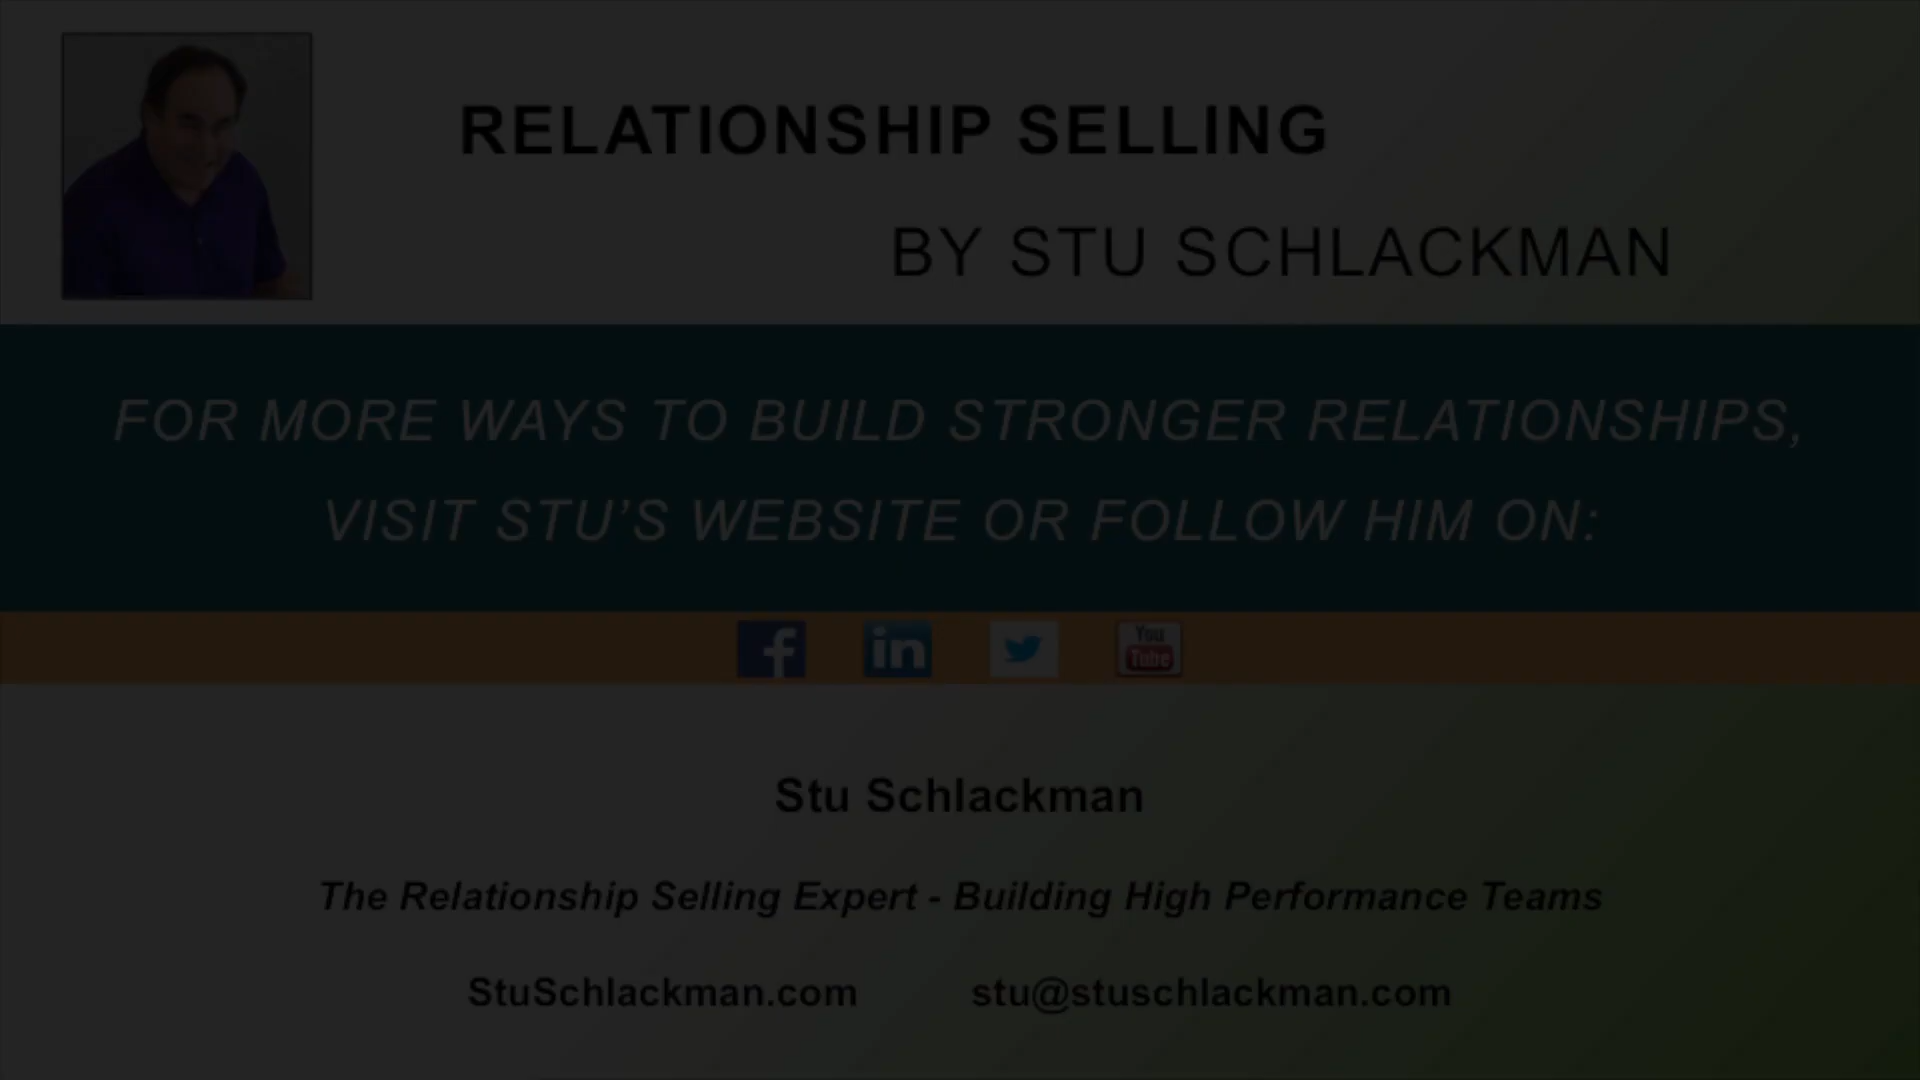 RELATIONSHIP SELLING
BY STU SCHLACKMAN
FOR MORE WAYS TO BUILD STRONGER RELATIONSHIPS,
VISIT STU’S WEBSITE OR FOLLOW HIM ON:
f in You Tube
Stu Schlackman
The Relationship Selling Expert - Building High Performance Teams
StuSchlackman.com stu@stuschlackman.com